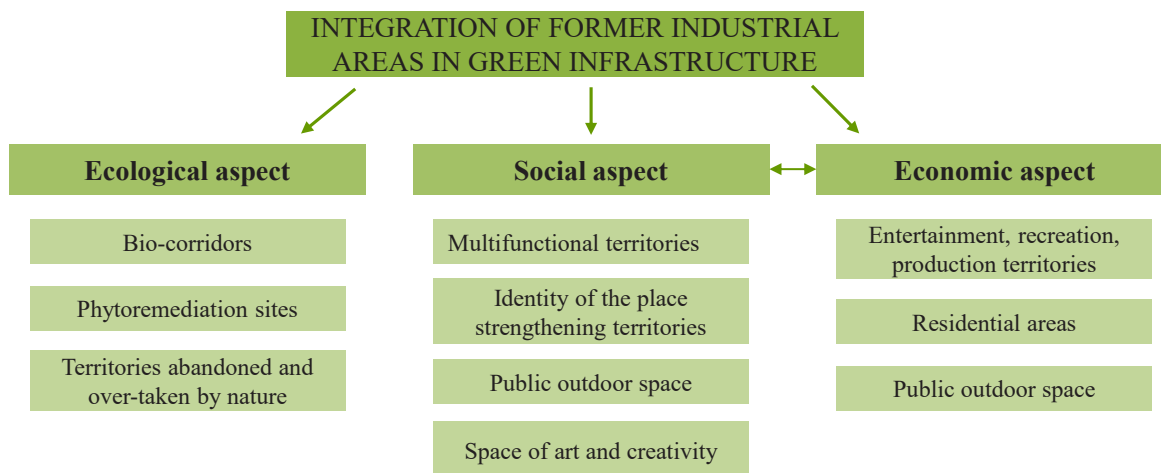 INTEGRATION OF FORMER INDUSTRIAL
AREAS IN GREEN INFRASTRUCTURE
Ecological aspect
Bio-corridors
Phytoremediation sites
Territories abandoned and
over-taken by nature
Social aspect
Multifunctional territories
Identity of the place
strengthening territories
Public outdoor space
Space of art and creativity
Economic aspect
Entertainment, recreation,
production territories
Residential areas
Public outdoor space